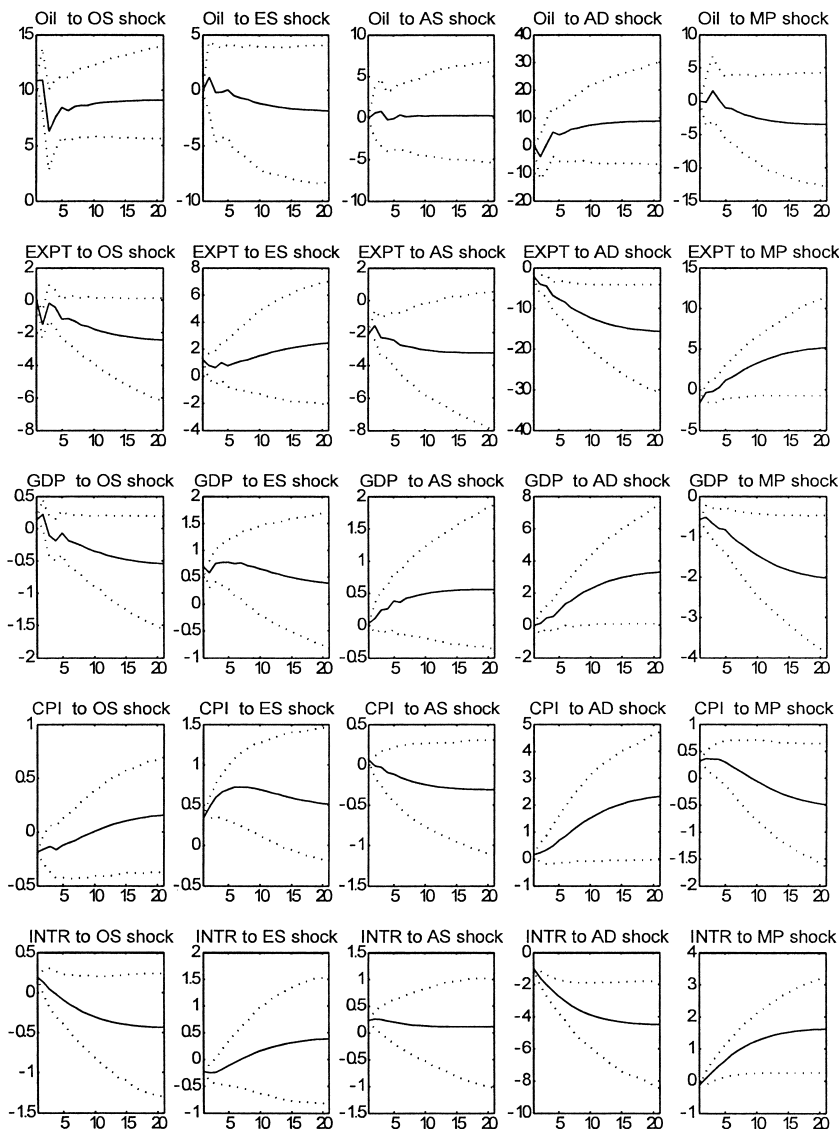 Oil to OS shock
15
10
5
0
5 10 15 20
Oil to ES shock
5
0
-5
-10
5 10 15 20
Oil to AS shock
10
5
0
-5
-10
5 10 15 20
Oil to AD shock
40
30
20
10
0
-10
-20
5 10 15 20
Oil to MP shock
10
5
0
-5
-10
-15
5 10 15 20
EXPT to OS shock
2
0
-2
-4
-6
-8
5 10 15 20
EXPT to ES shock
8
6
4
2
0
-2
-4
5 10 15 20
EXPT to AS shock
2
0
-2
-4
-6
-8
5 10 15 20
EXPT to AD shock
0
-10
-20
-30
-40
5 10 15 20
EXPT to MP shock
15
10
5
0
-5
5 10 15 20
GDP to OS shock
0.5
0
-0.5
-1
-1.5
-2
5 10 15 20
GDP to ES shock
2
1.5
1
0.5
0
-0.5
-1
5 10 15 20
GDP to AS shock
2
1.5
1
0.5
0
-0.5
5 10 15 20
GDP to AD shock
8
6
4
2
0
-2
5 10 15 20
GDP to MP shock
0
-1
-2
-3
-4
5 10 15 20
CPI to OS shock
1
0.5
0
-0.5
5 10 15 20
CPI to ES shock
1.5
1
0.5
0
-0.5
5 10 15 20
CPI to AS shock
0.5
0
-0.5
-1
-1.5
5 10 15 20
CPI to AD shock
5
4
3
2
1
0
-1
5 10 15 20
CPI to MP shock
1
0.5
0
-0.5
-1
-1.5
-2
5 10 15 20
INTR to OS shock
0.5
0
-0.5
-1
-1.5
5 10 15 20
INTR to ES shock
2
1.5
1
0.5
0
-0.5
-1
5 10 15 20
INTR to AS shock
1.5
1
0.5
0
-0.5
-1
-1.5
5 10 15 20
INTR to AD shock
0
-2
-4
-6
-8
-10
5 10 15 20
INTR to MP shock
4
3
2
1
0
-1
5 10 15 20